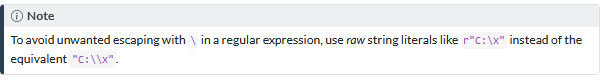 Note
To avoid unwanted escaping with \ in a regular expression, use raw string literals like r"C:\x" instead of the
equivalent "C:\\x".